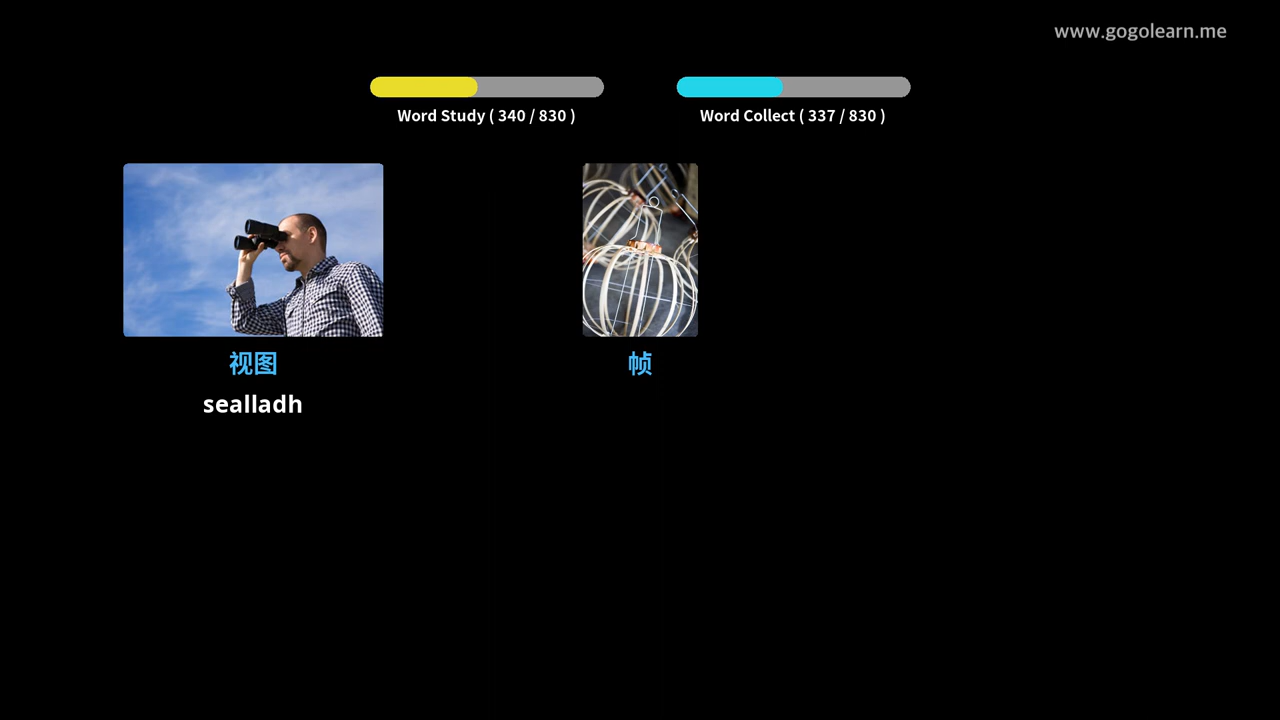 www.gogolearn.me
Word Study ( 340 / 830 )
Word Collect ( 337 / 830 )
视图
帧
sealladh